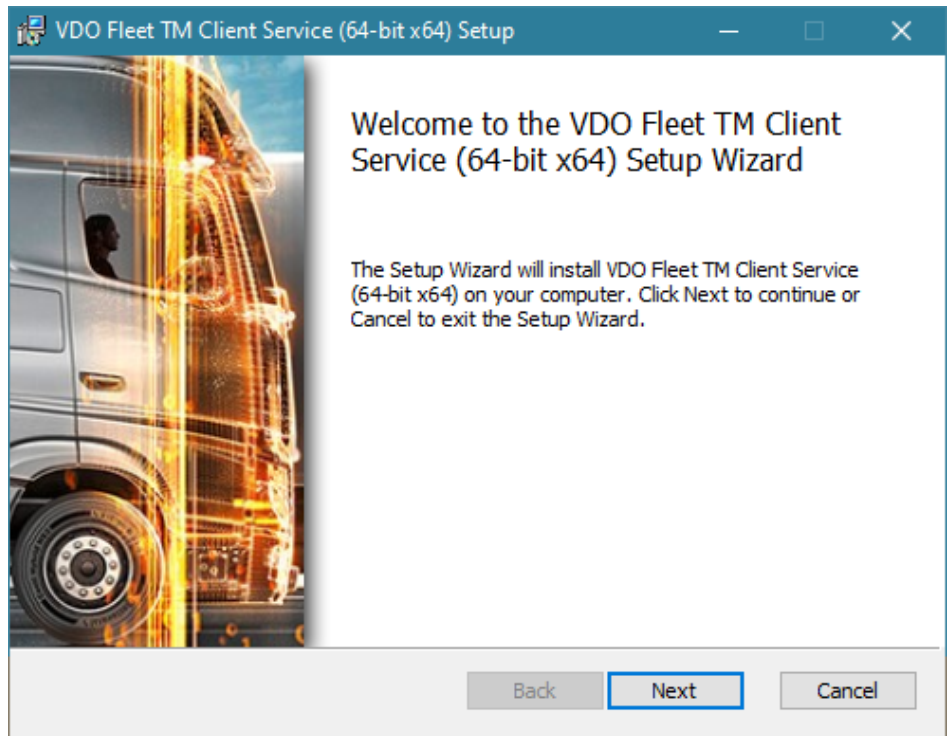 VDO Fleet TM Client Service (64-bit x64) Setup
Welcome to the VDO Fleet TM Client
Service (64-bit x64) Setup Wizard
The Setup Wizard will install VDO Fleet TM Client Service
(64-bit x64) on your computer. Click Next to continue or
Cancel to exit the Setup Wizard.
Back Next Cancel